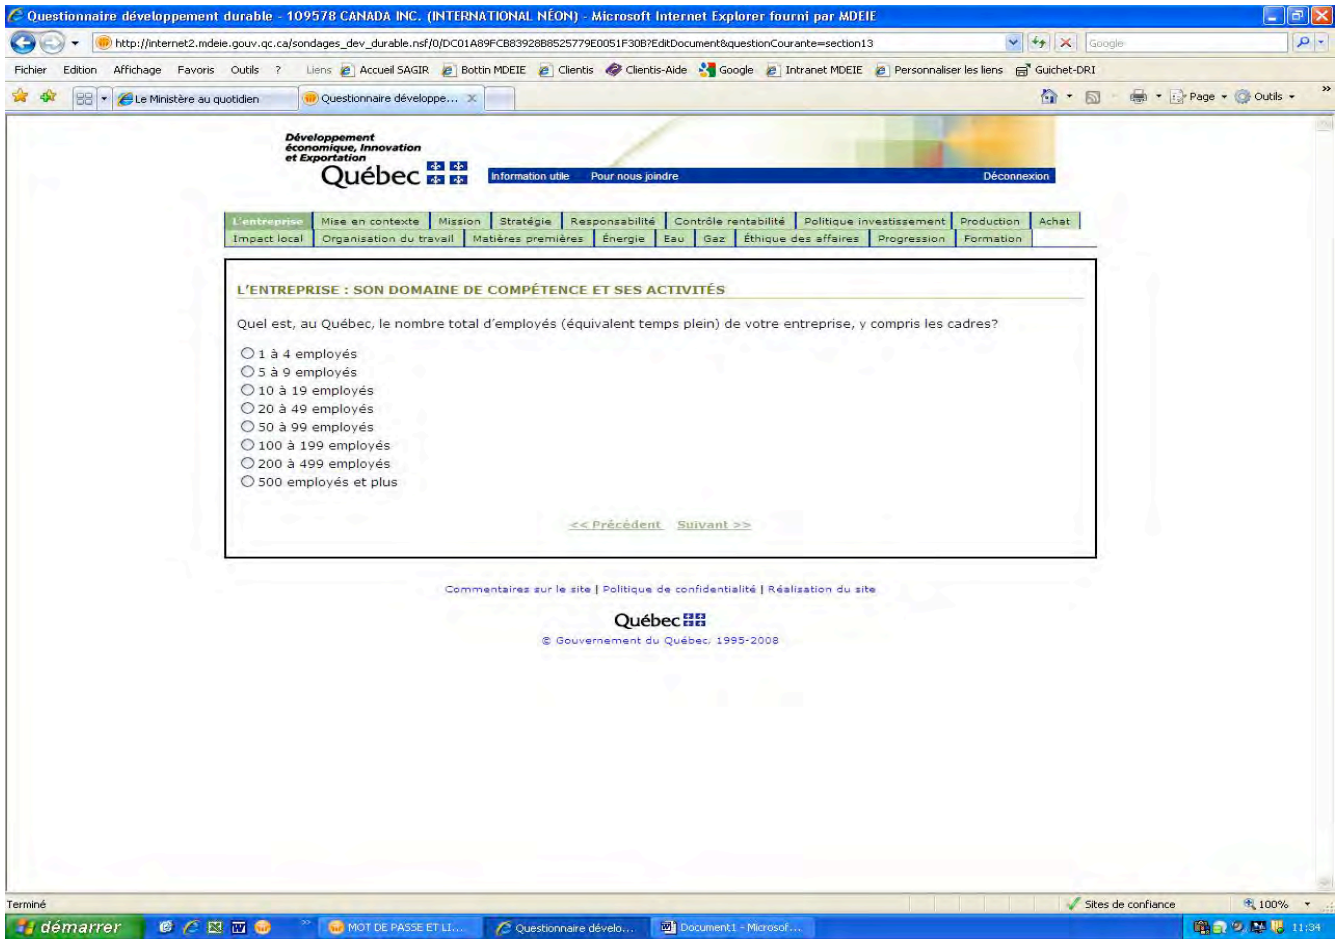 Questionnaire développement durable - 109578 CANADA INC. (INTERNATIONAL NÉON) - Microsoft Internet Explorer fourni par MDEIE
http://internet2.mdeie.gouv.qc.ca/sondages_dev_durable.nsf/0/DC01A89FCB83928B8525779E0051F30B?EditDocument&questionCourante=section13
Google
Fichier Edition Affichage Favoris Outils ? Liens Accueil SAGIR Bottin MDEIE Clientis Clientis-Aide Google Intranet MDEIE Personnaliser les liens Guichet-DRI
Le Ministère au quotidien Questionnaire développe... Page Outils
Développement
économique, Innovation
et Exportation
Québec
Information utile Pour nous joindre Déconnexion
L'entreprise Mise en contexte Mission Stratégie Responsabilité Contrôle rentabilité Politique investissement Production Achat
Impact local Organisation du travail Matières premières Énergie Eau Gaz Éthique des affaires Progression Formation
L'ENTREPRISE : SON DOMAINE DE COMPÉTENCE ET SES ACTIVITÉS
Quel est, au Québec, le nombre total d'employés (équivalent temps plein) de votre entreprise, y compris les cadres?
1 à 4 employés
5 à 9 employés
10 à 19 employés
20 à 49 employés
50 à 99 employés
100 à 199 employés
200 à 499 employés
500 employés et plus
<< Précédent Suivant >>
Commentaires sur le site | Politique de confidentialité | Réalisation du site
Québec
© Gouvernement du Québec, 1995-2008
Terminé Sites de confiance 100%
démarrer MOT DE PASSE ET LI... Questionnaire dévelo... Document1 - Microsof... 11:34